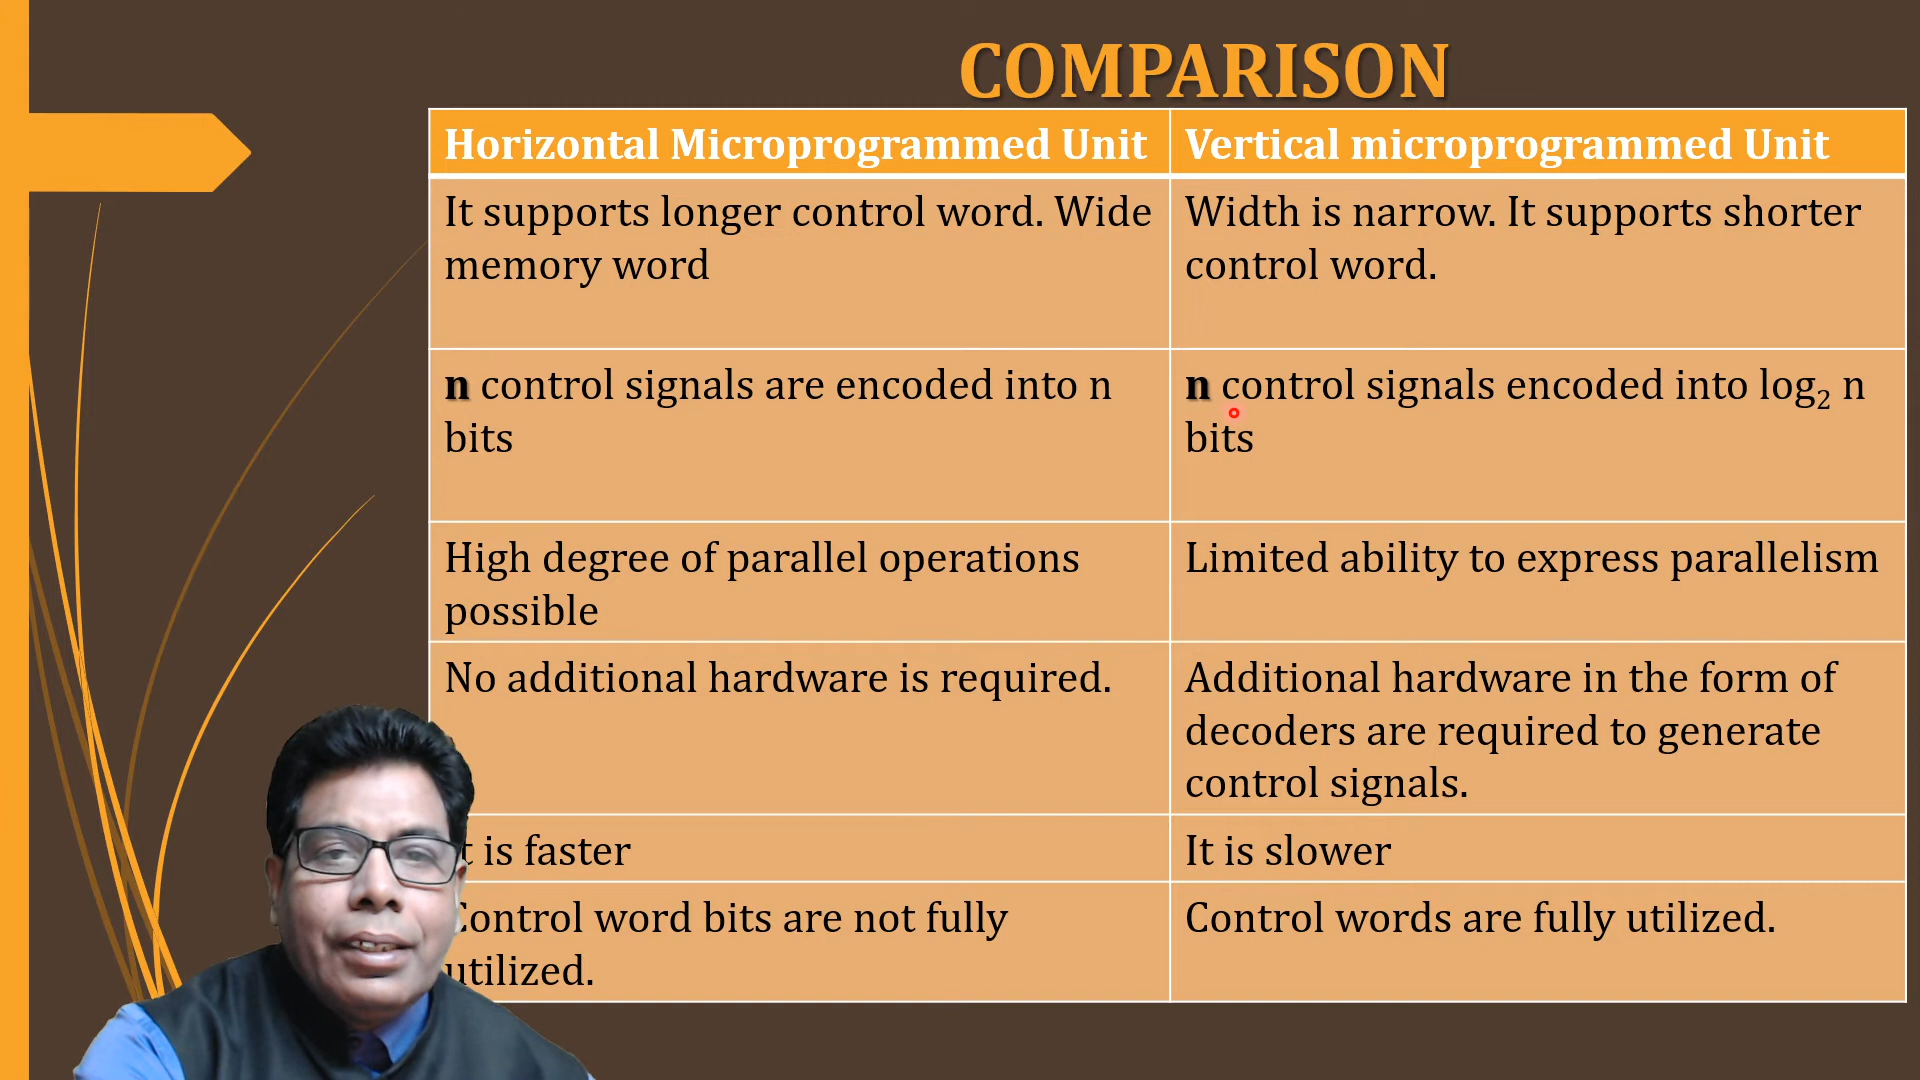 COMPARISON
Horizontal Microprogrammed Unit
Vertical microprogrammed Unit
It supports longer control word. Wide
memory word
Width is narrow. It supports shorter
control word.
n control signals are encoded into n
bits
n control signals encoded into log₂ n
bits
High degree of parallel operations
possible
Limited ability to express parallelism
No additional hardware is required.
Additional hardware in the form of
decoders are required to generate
control signals.
It is faster
It is slower
Control word bits are not fully
utilized.
Control words are fully utilized.